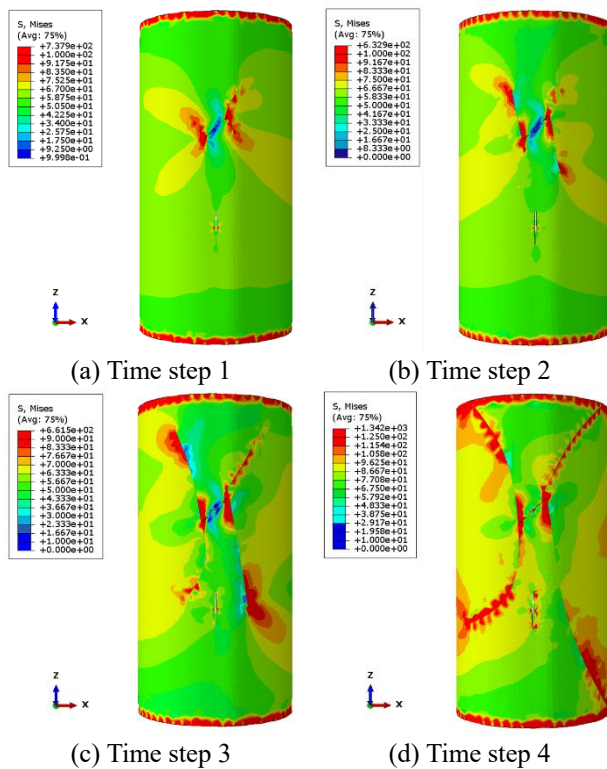 S, Mises
(Avg: 75%)
+7.379e+02
+1.000e+02
+9.175e+01
+8.350e+01
+7.525e+01
+6.700e+01
+5.875e+01
+5.050e+01
+4.225e+01
+3.400e+01
+2.575e+01
+1.750e+01
+9.250e+00
+9.998e-01
Z
X
(a) Time step 1
S, Mises
(Avg: 75%)
+6.329e+02
+1.000e+02
+9.167e+01
+8.333e+01
+7.500e+01
+6.667e+01
+5.833e+01
+5.000e+01
+4.167e+01
+3.333e+01
+2.500e+01
+1.667e+01
+8.333e+00
+0.000e+00
Z
X
(b) Time step 2
S, Mises
(Avg: 75%)
+6.615e+02
+9.000e+01
+8.333e+01
+7.667e+01
+7.000e+01
+6.333e+01
+5.667e+01
+5.000e+01
+4.333e+01
+3.667e+01
+3.000e+01
+2.333e+01
+1.667e+01
+1.000e+01
+0.000e+00
Z
X
(c) Time step 3
S, Mises
(Avg: 75%)
+1.342e+03
+1.250e+02
+1.154e+02
+1.058e+02
+9.625e+01
+8.667e+01
+7.708e+01
+6.750e+01
+5.792e+01
+4.833e+01
+3.875e+01
+2.917e+01
+1.958e+01
+1.000e+01
+0.000e+00
Z
X
(d) Time step 4